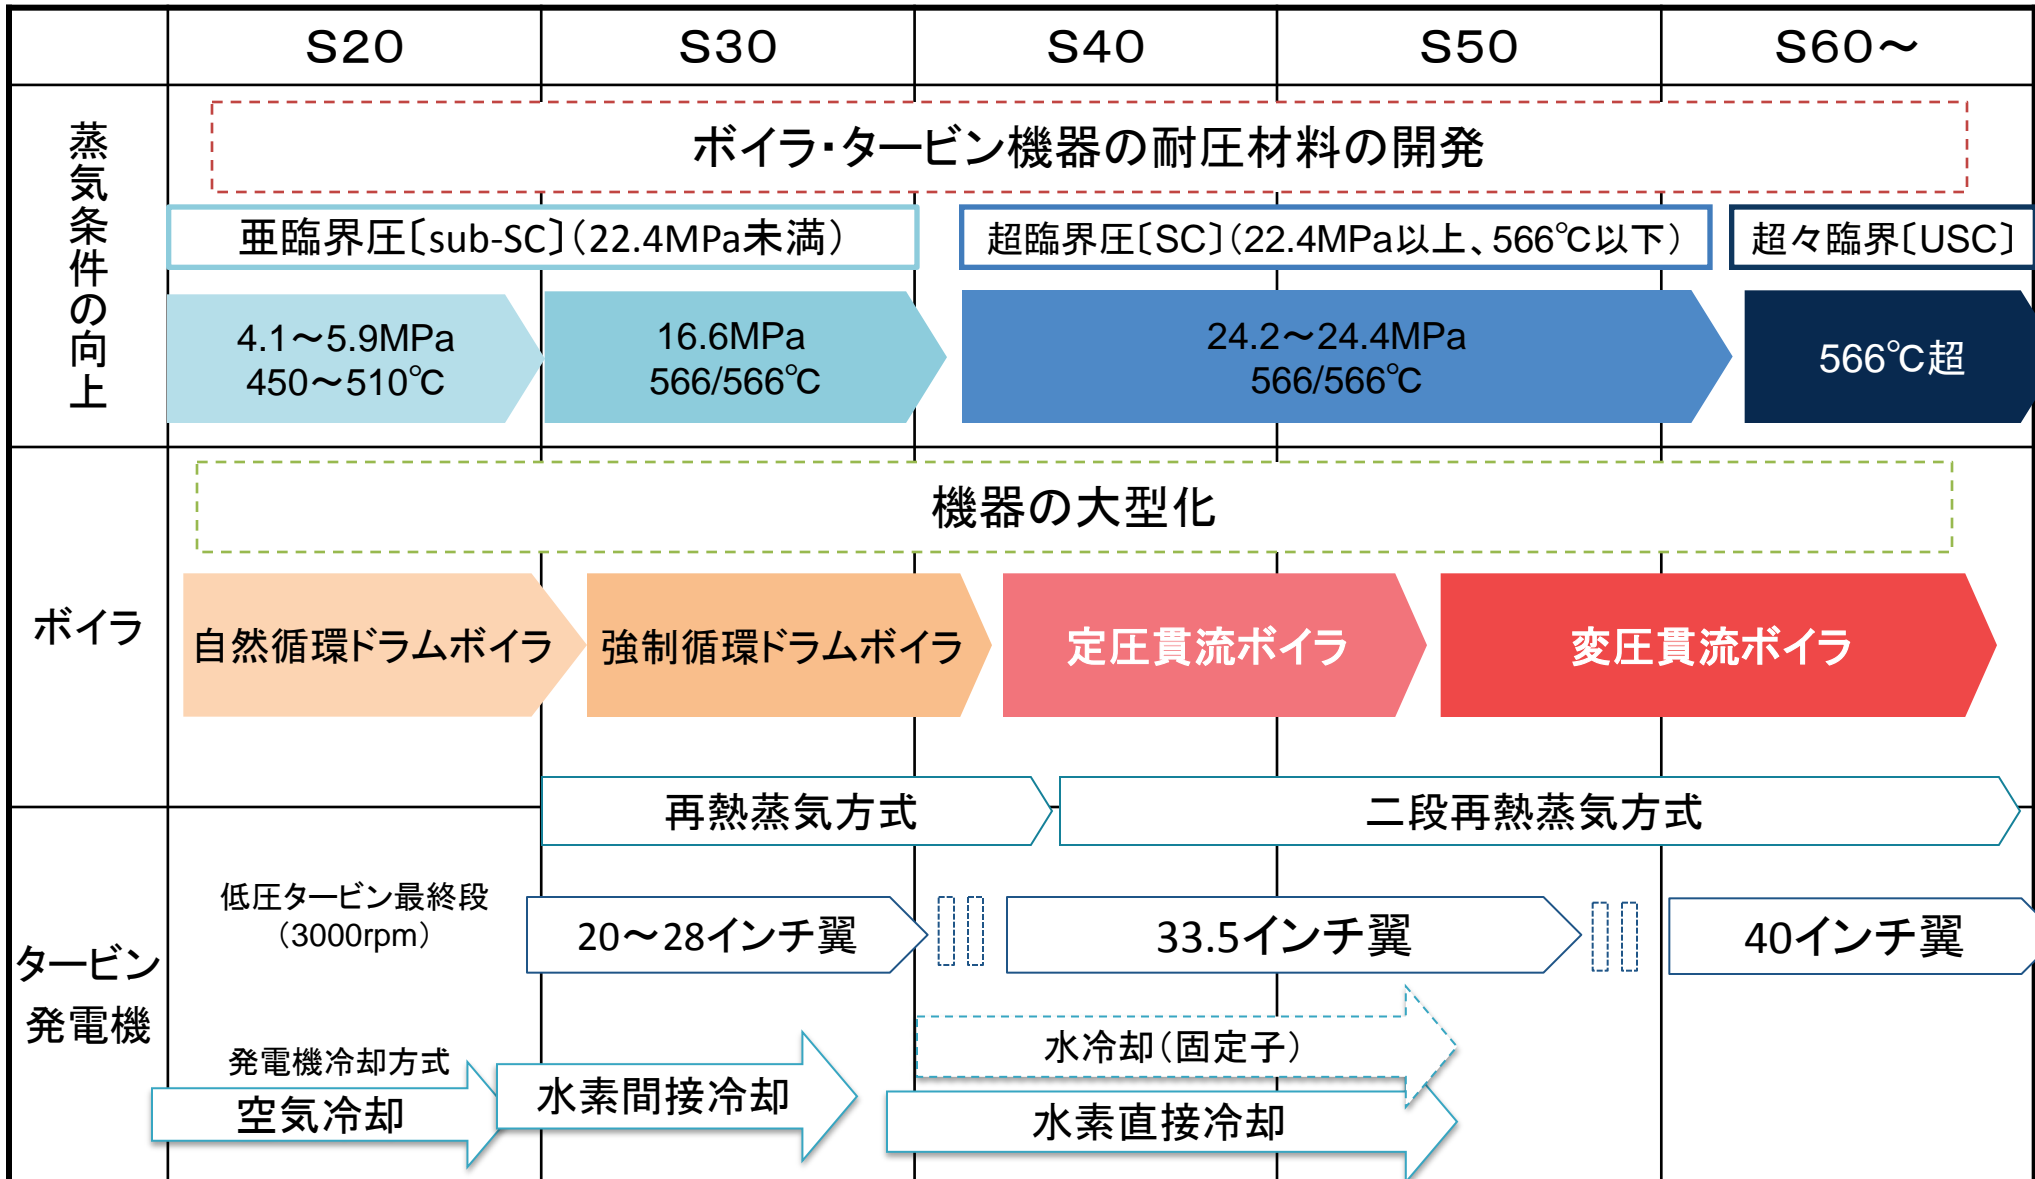 S20
S30
S40
S50
S60～
蒸気条件の向上
ボイラ・タービン機器の耐圧材料の開発
亜臨界圧〔sub-SC〕（22.4MPa未満）
超臨界圧〔SC〕（22.4MPa以上、566℃以下）
超々臨界〔USC〕
4.1～5.9MPa
450～510℃
16.6MPa
566/566℃
24.2～24.4MPa
566/566℃
566℃超
ボイラ
機器の大型化
自然循環ドラムボイラ
強制循環ドラムボイラ
定圧貫流ボイラ
変圧貫流ボイラ
再熱蒸気方式
二段再熱蒸気方式
タービン
発電機
低圧タービン最終段
（3000rpm）
20～28インチ翼
33.5インチ翼
40インチ翼
発電機冷却方式
空気冷却
水素間接冷却
水冷却（固定子）
水素直接冷却